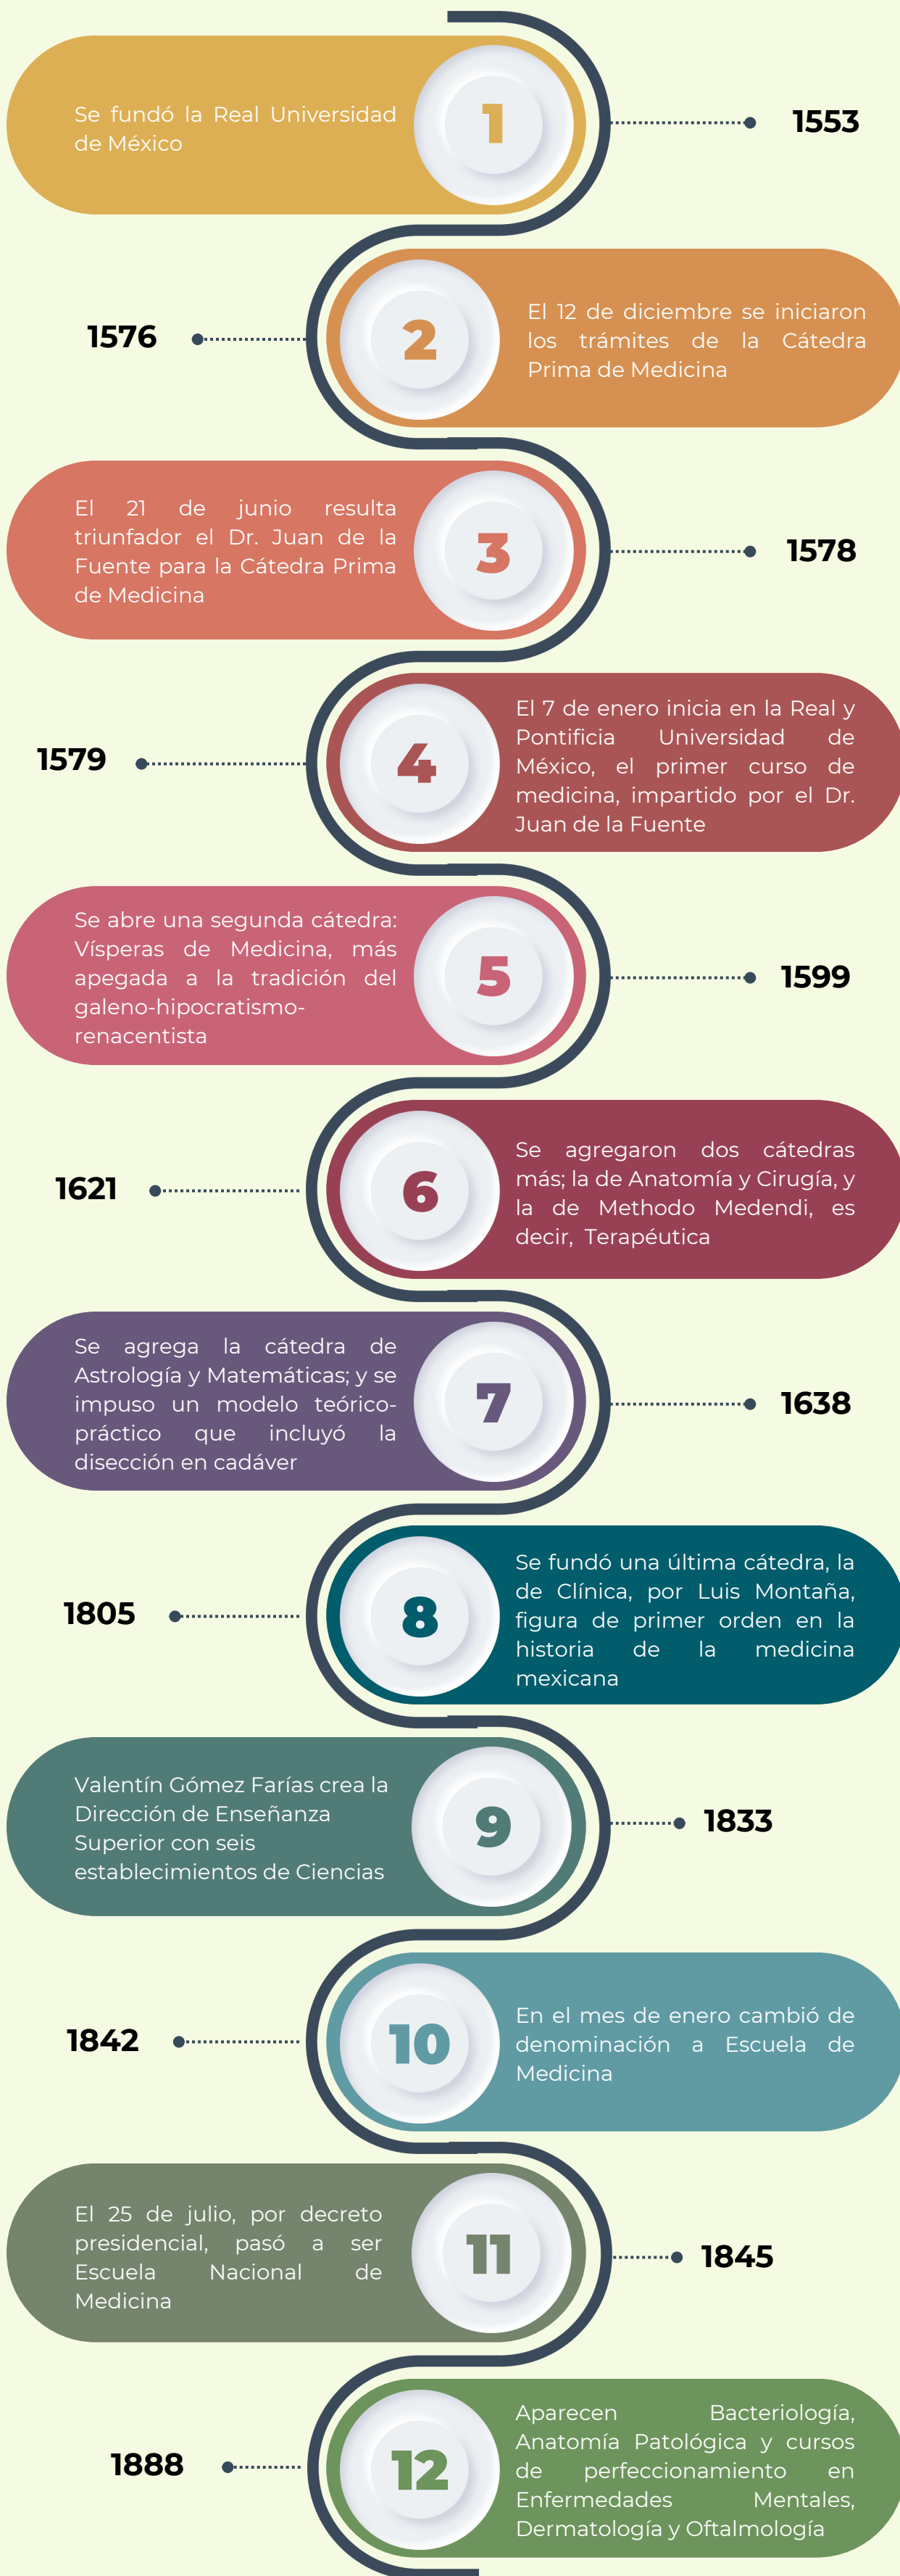 Se fundó la Real Universidad
de México
1
1553
1576
2
El 12 de diciembre se iniciaron
los trámites de la Cátedra
Prima de Medicina
El 21 de junio resulta
triunfador el Dr. Juan de la
Fuente para la Cátedra Prima
de Medicina
3
1578
1579
4
El 7 de enero inicia en la Real y
Pontificia Universidad de
México, el primer curso de
medicina, impartido por el Dr.
Juan de la Fuente
Se abre una segunda cátedra:
Vísperas de Medicina, más
apegada a la tradición del
galeno-hipocratismo-
renacentista
5
1599
1621
6
Se agregaron dos cátedras
más; la de Anatomía y Cirugía, y
la de Methodo Medendi, es
decir, Terapéutica
Se agrega la cátedra de
Astrología y Matemáticas; y se
impuso un modelo teórico-
práctico que incluyó la
disección en cadáver
7
1638
1805
8
Se fundó una última cátedra, la
de Clínica, por Luis Montaña,
figura de primer orden en la
historia de la medicina
mexicana
Valentín Gómez Farías crea la
Dirección de Enseñanza
Superior con seis
establecimientos de Ciencias
9
1833
1842
10
En el mes de enero cambió de
denominación a Escuela de
Medicina
El 25 de julio, por decreto
presidencial, pasó a ser
Escuela Nacional de
Medicina
11
1845
1888
12
Aparecen Bacteriología,
Anatomía Patológica y cursos
de perfeccionamiento en
Enfermedades Mentales,
Dermatología y Oftalmología